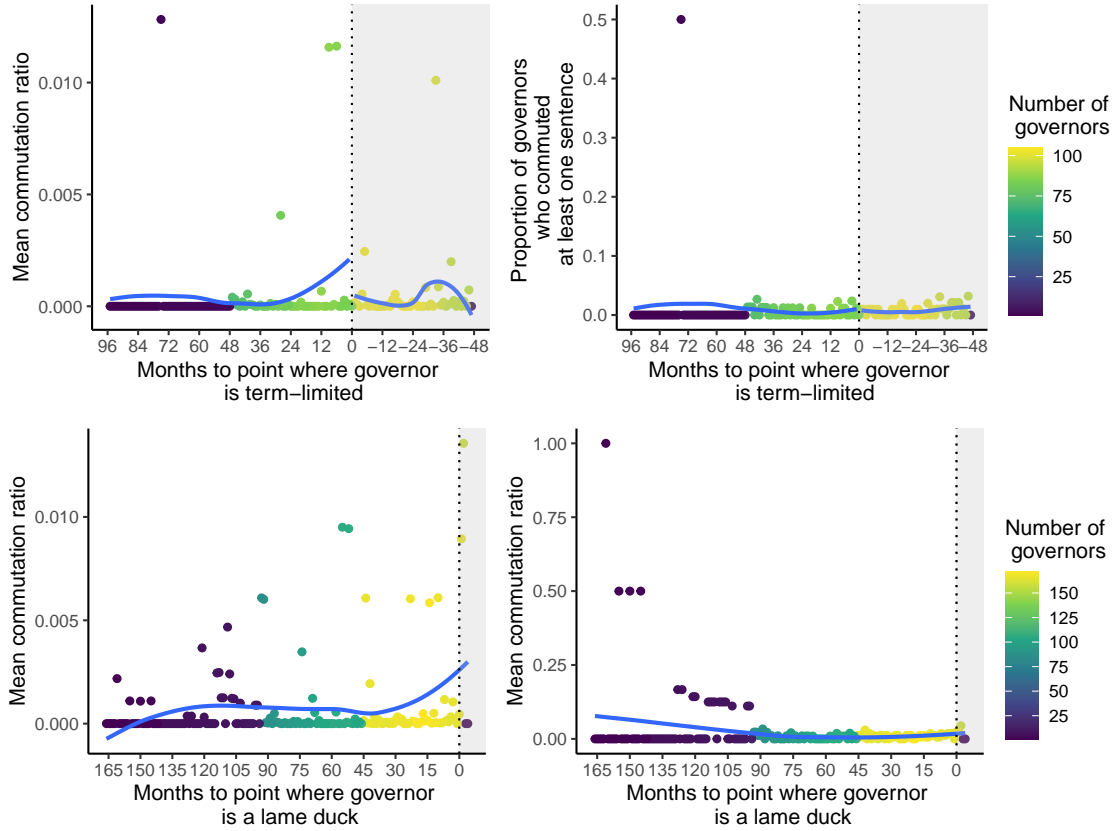 Mean commutation ratio
0.010
0.005
0.000
96 84 72 60 48 36 24 12 0 −12 −24 −36 −48
Months to point where governor
is term−limited
Proportion of governors
who commuted
at least one sentence
0.5
0.4
0.3
0.2
0.1
0.0
96 84 72 60 48 36 24 12 0 −12 −24 −36 −48
Months to point where governor
is term−limited
Number of
governors
100
75
50
25
Mean commutation ratio
0.010
0.005
0.000
165 150 135 120 105 90 75 60 45 30 15 0
Months to point where governor
is a lame duck
Mean commutation ratio
1.00
0.75
0.50
0.25
0.00
165 150 135 120 105 90 75 60 45 30 15 0
Months to point where governor
is a lame duck
Number of
governors
150
125
100
75
50
25